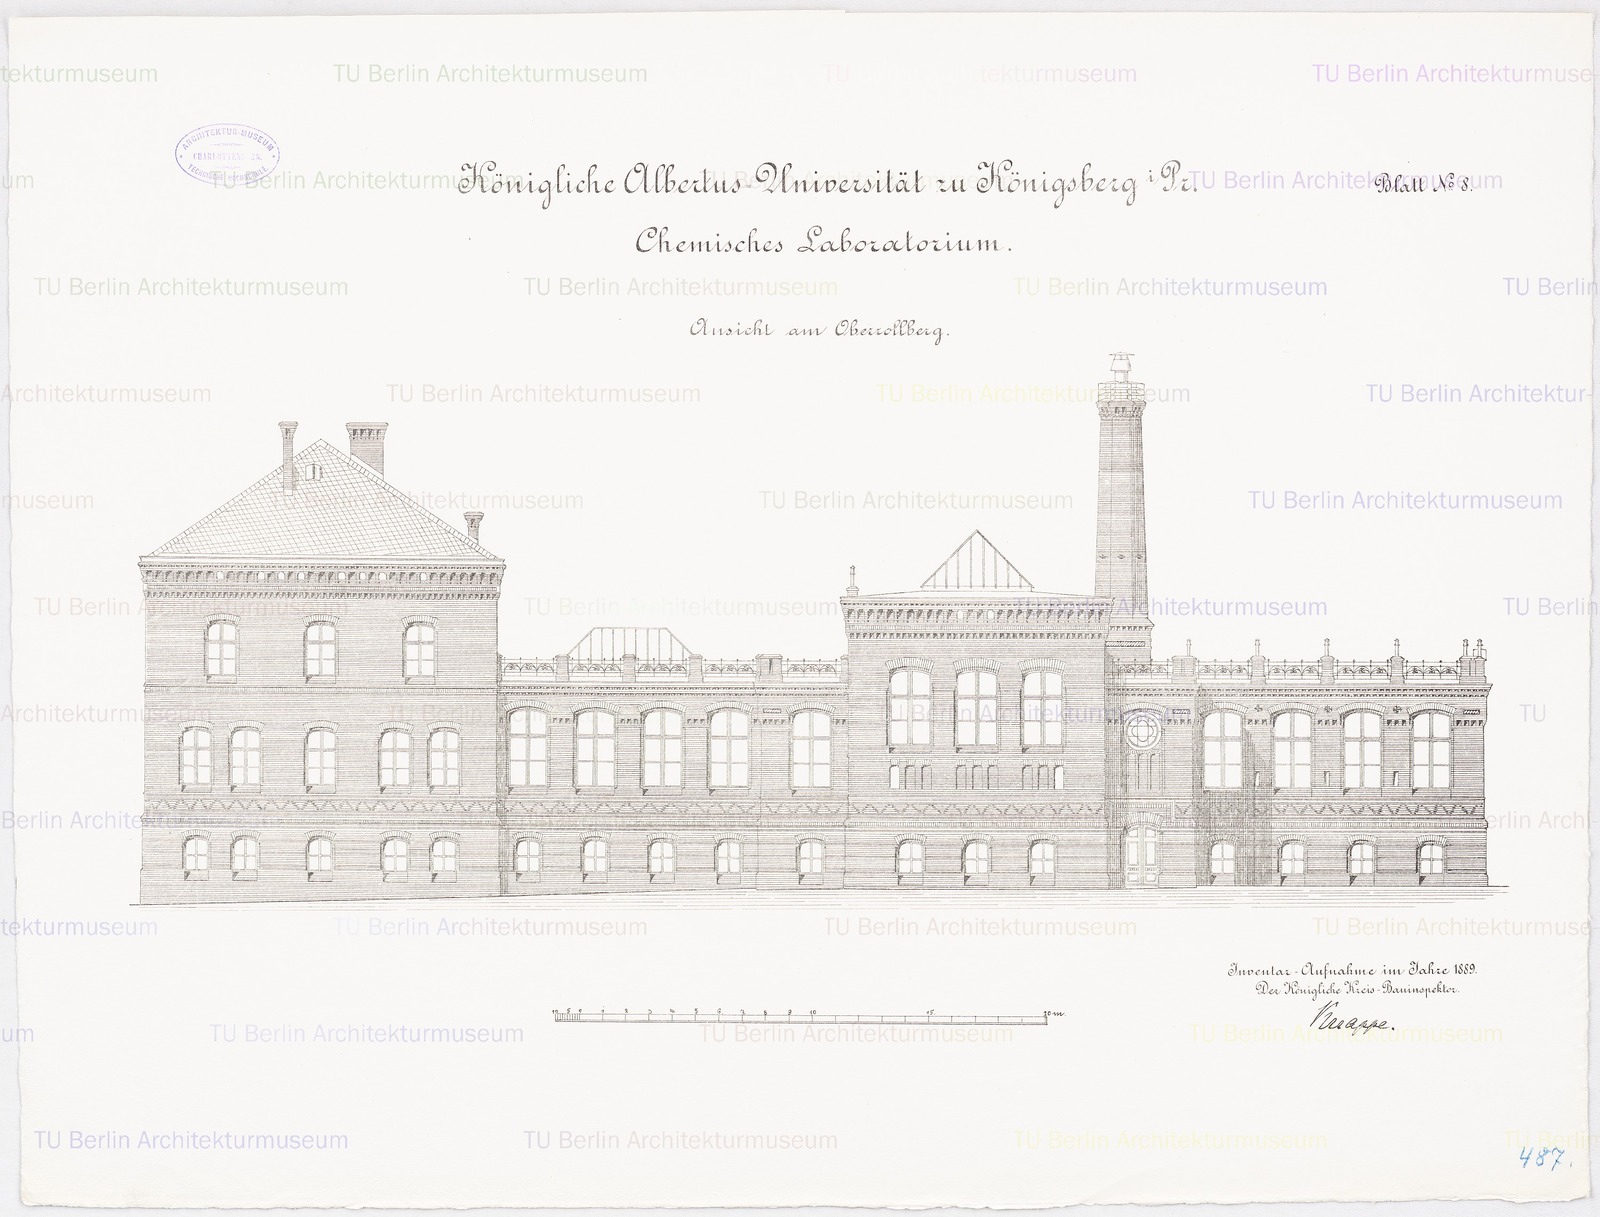 ARCHITEKTUR-MUSEUM
TECHNISCHE HOCHSCHULE
Königliche Albertus-Universität zu Königsberg i. Pr.
Blatt No 8.
Chemisches Laboratorium.
Ansicht am Oberrollberg.
Inventar-Aufnahme im Jahre 1889.
Der Königliche Kreis-Bauinspektor.
Knappe.
10 5 0 1 2 3 4 5 6 7 8 9 10 15 20 m.
487.
TU Berlin Architekturmuseum